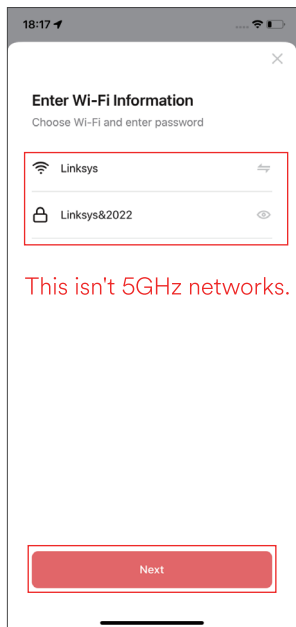 18:17
Enter Wi-Fi Information
Choose Wi-Fi and enter password
Linksys
Linksys&2022
This isn't 5GHz networks.
Next